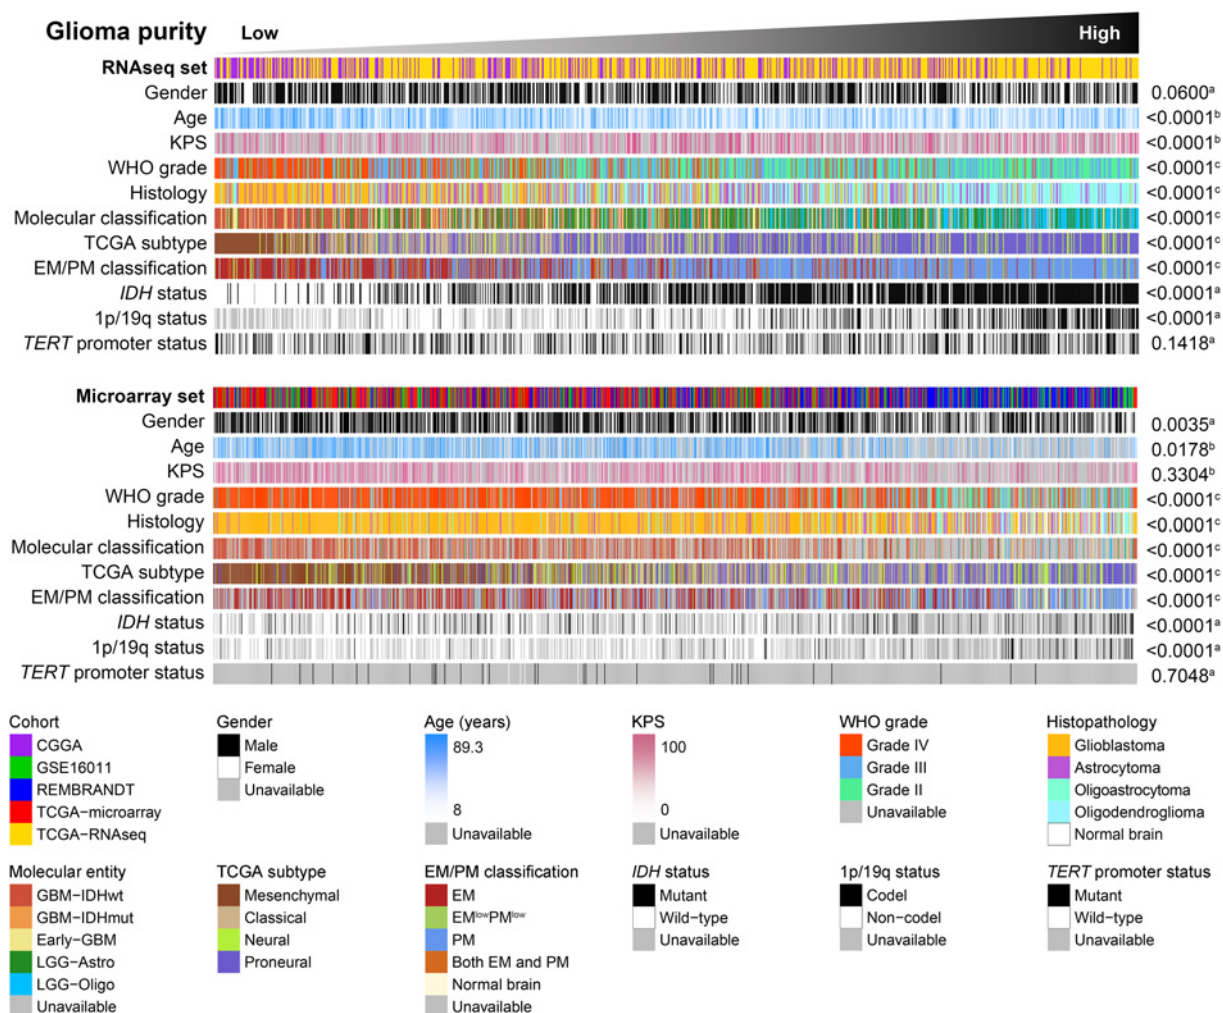 Glioma purity Low High
RNAseq set
Gender 0.0600ᵃ
Age <0.0001ᵇ
KPS <0.0001ᵇ
WHO grade <0.0001ᶜ
Histology <0.0001ᶜ
Molecular classification <0.0001ᶜ
TCGA subtype <0.0001ᶜ
EM/PM classification <0.0001ᶜ
IDH status <0.0001ᵃ
1p/19q status <0.0001ᵃ
TERT promoter status 0.1418ᵃ
Microarray set
Gender 0.0035ᵃ
Age 0.0178ᵇ
KPS 0.3304ᵇ
WHO grade <0.0001ᶜ
Histology <0.0001ᶜ
Molecular classification <0.0001ᶜ
TCGA subtype <0.0001ᶜ
EM/PM classification <0.0001ᶜ
IDH status <0.0001ᵃ
1p/19q status <0.0001ᵃ
TERT promoter status 0.7048ᵃ
Cohort
CGGA
GSE16011
REMBRANDT
TCGA−microarray
TCGA−RNAseq
Gender
Male
Female
Unavailable
Age (years)
89.3
8
Unavailable
KPS
100
0
Unavailable
WHO grade
Grade IV
Grade III
Grade II
Unavailable
Histopathology
Glioblastoma
Astrocytoma
Oligoastrocytoma
Oligodendroglioma
Normal brain
Molecular entity
GBM−IDHwt
GBM−IDHmut
Early−GBM
LGG−Astro
LGG−Oligo
Unavailable
TCGA subtype
Mesenchymal
Classical
Neural
Proneural
EM/PM classification
EM
EMˡᵒʷPMˡᵒʷ
PM
Both EM and PM
Normal brain
Unavailable
IDH status
Mutant
Wild−type
Unavailable
1p/19q status
Codel
Non−codel
Unavailable
TERT promoter status
Mutant
Wild−type
Unavailable